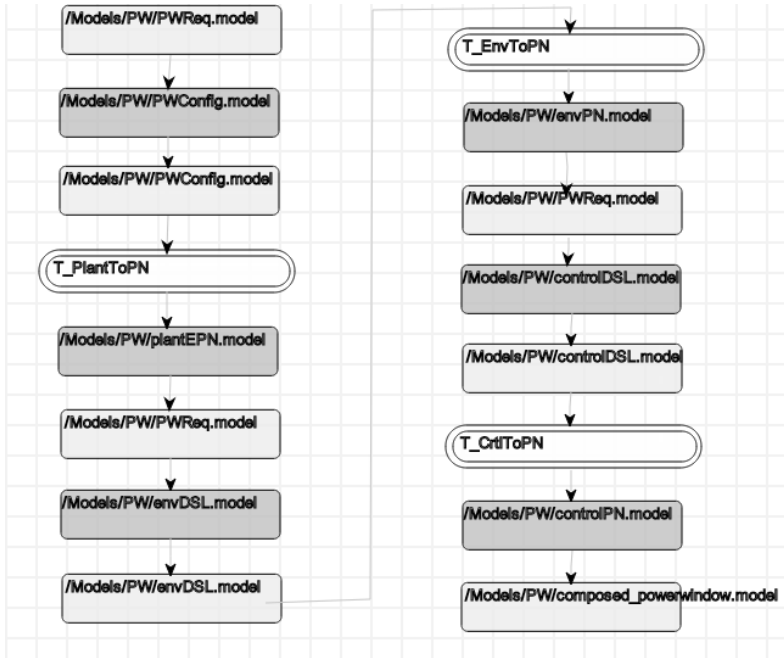 /Models/PW/PWReq.model
/Models/PW/PWConfig.model
/Models/PW/PWConfig.model
T_PlantToPN
/Models/PW/plantEPN.model
/Models/PW/PWReq.model
/Models/PW/envDSL.model
/Models/PW/envDSL.model
T_EnvToPN
/Models/PW/envPN.model
/Models/PW/PWReq.model
/Models/PW/controlDSL.model
/Models/PW/controlDSL.model
T_CrtlToPN
/Models/PW/controlPN.model
/Models/PW/composed_powerwindow.model